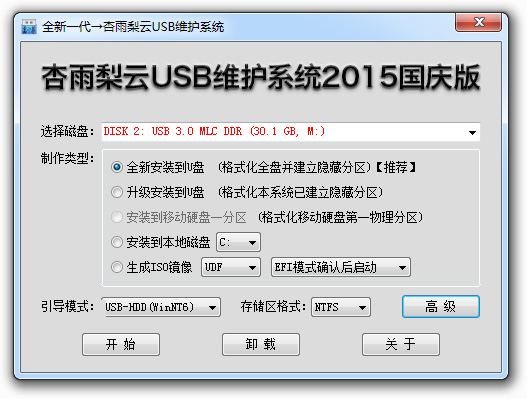 全新一代→杏雨梨云USB维护系统
杏雨梨云USB维护系统2015国庆版
选择磁盘： DISK 2: USB 3.0 MLC DDR (30.1 GB, M:)
制作类型：
全新安装到U盘 (格式化全盘并建立隐藏分区)【推荐】
升级安装到U盘 (格式化本系统已建立隐藏分区)
安装到移动硬盘一分区 (格式化移动硬盘第一物理分区)
安装到本地磁盘 C:
生成ISO镜像 UDF EFI模式确认后启动
引导模式： USB-HDD(WinNT6) 存储区格式： NTFS 高 级
开 始 卸 载 关 于